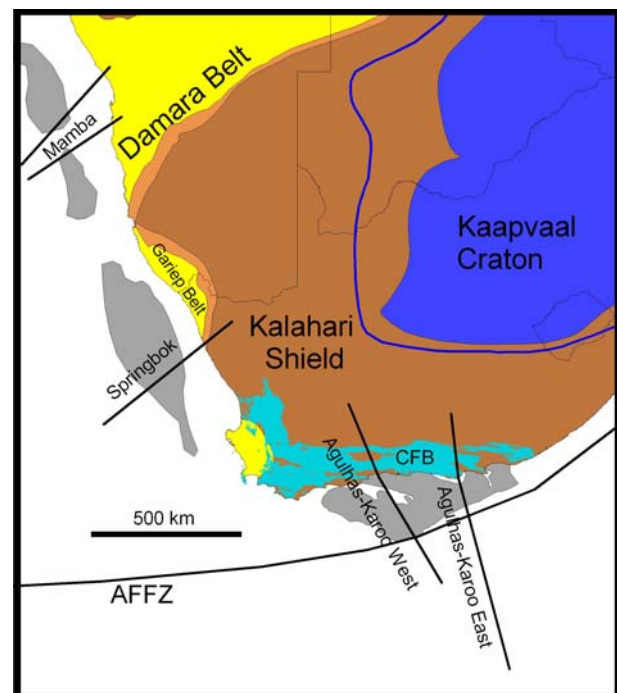 Damara Belt
Mamba
Kaapvaal
Craton
Gariep Belt
Kalahari
Shield
Springbok
CFB
Agulhas-Karoo West
Agulhas-Karoo East
500 km
AFFZ